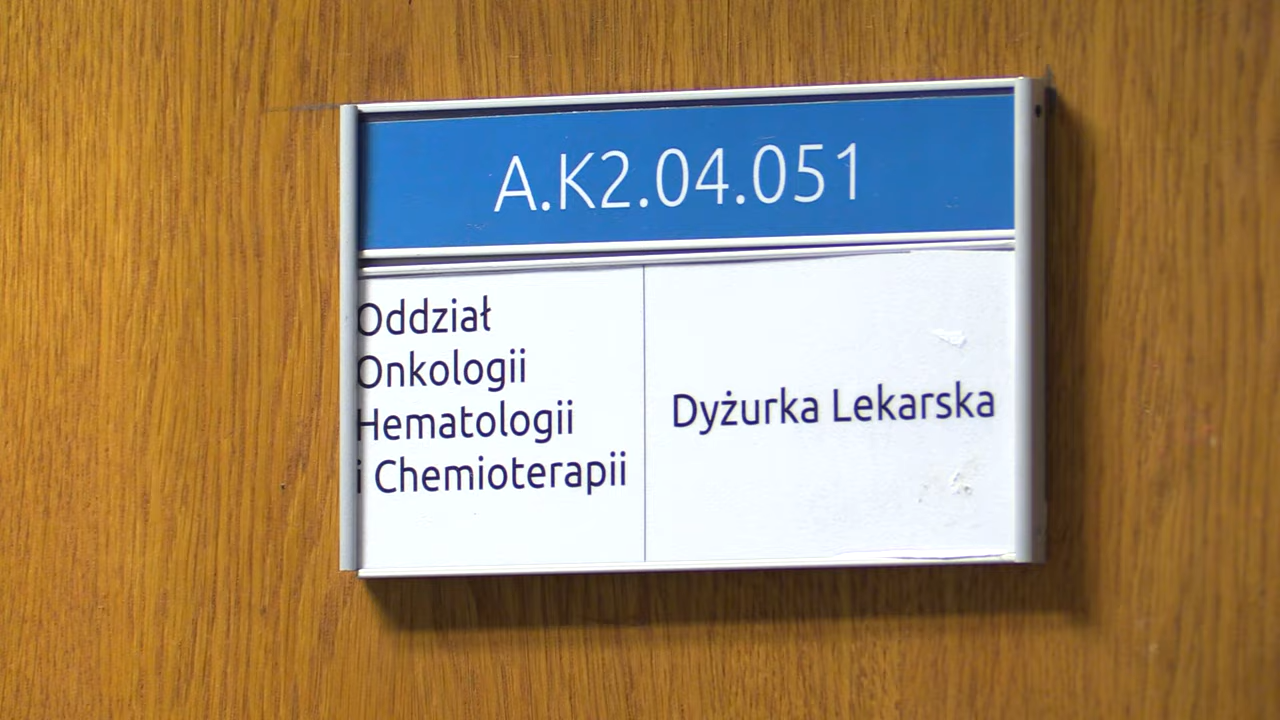 A.K2.04.051
Oddział
Onkologii
Hematologii
i Chemioterapii
Dyżurka Lekarska